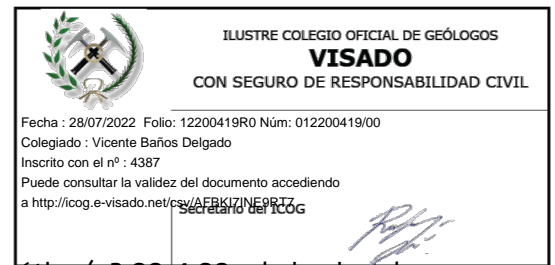 ILUSTRE COLEGIO OFICIAL DE GEÓLOGOS
VISADO
CON SEGURO DE RESPONSABILIDAD CIVIL
Fecha : 28/07/2022 Folio: 12200419R0 Núm: 012200419/00
Colegiado : Vicente Baños Delgado
Inscrito con el nº : 4387
Puede consultar la validez del documento accediendo
a http://icog.e-visado.net/csv/AFBKI7INE9RT7
Secretario del ICOG